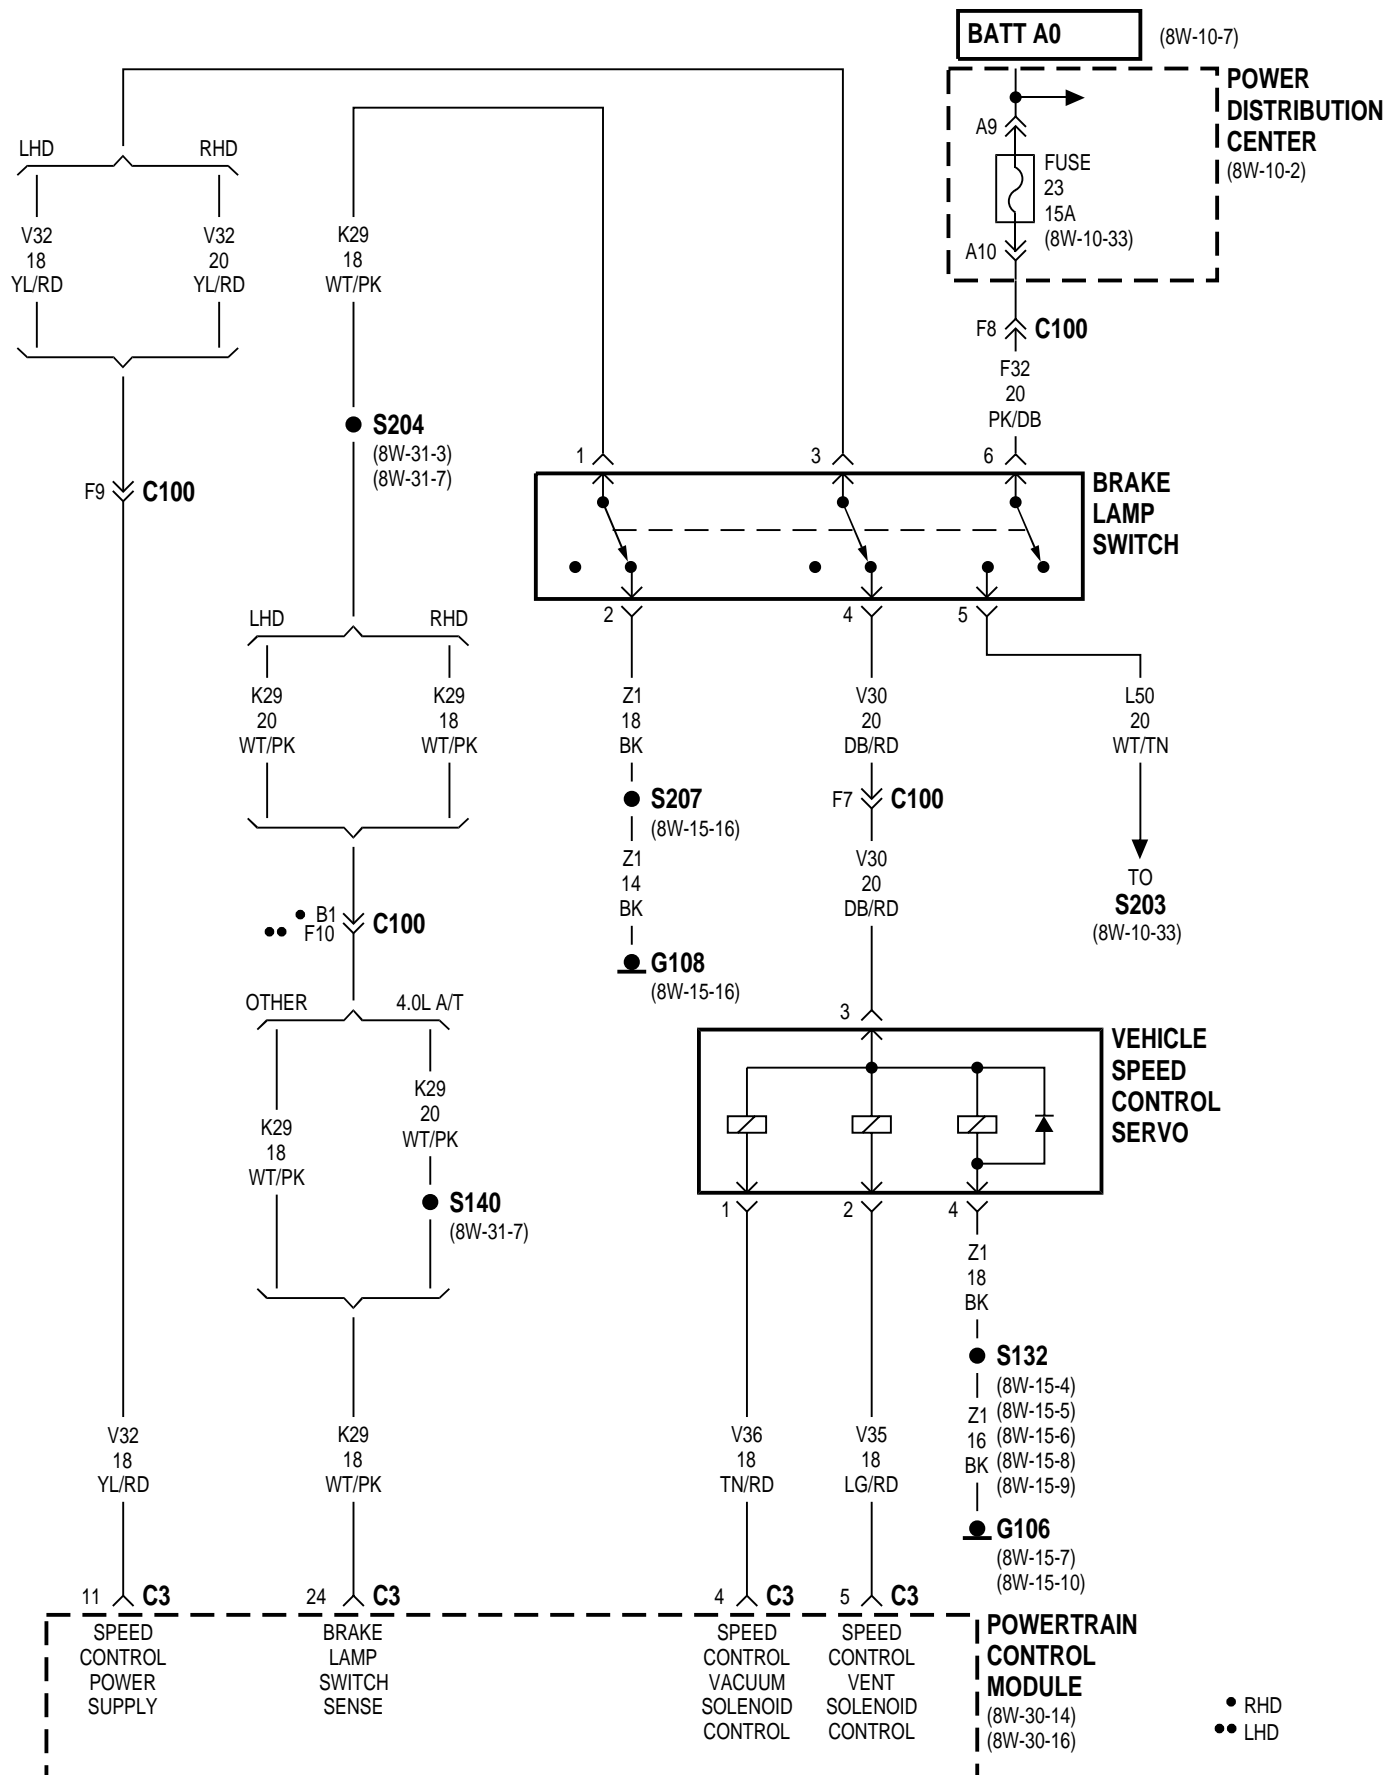 BATT A0
(8W-10-7)
POWER
DISTRIBUTION
CENTER
(8W-10-2)
A9
FUSE
23
15A
(8W-10-33)
A10
F8
C100
F32
20
PK/DB
LHD
RHD
V32
18
YL/RD
V32
20
YL/RD
K29
18
WT/PK
S204
(8W-31-3)
(8W-31-7)
F9
C100
1
3
6
BRAKE
LAMP
SWITCH
2
4
5
LHD
RHD
K29
20
WT/PK
K29
18
WT/PK
Z1
18
BK
V30
20
DB/RD
L50
20
WT/TN
S207
(8W-15-16)
F7
C100
Z1
14
BK
V30
20
DB/RD
TO
S203
(8W-10-33)
B1
F10
C100
G108
(8W-15-16)
OTHER
4.0L A/T
3
VEHICLE
SPEED
CONTROL
SERVO
K29
18
WT/PK
K29
20
WT/PK
S140
(8W-31-7)
1
2
4
Z1
18
BK
S132
(8W-15-4)
(8W-15-5)
(8W-15-6)
(8W-15-8)
(8W-15-9)
Z1
16
BK
V32
18
YL/RD
K29
18
WT/PK
V36
18
TN/RD
V35
18
LG/RD
G106
(8W-15-7)
(8W-15-10)
11
C3
24
C3
4
C3
5
C3
SPEED
CONTROL
POWER
SUPPLY
BRAKE
LAMP
SWITCH
SENSE
SPEED
CONTROL
VACUUM
SOLENOID
CONTROL
SPEED
CONTROL
VENT
SOLENOID
CONTROL
POWERTRAIN
CONTROL
MODULE
(8W-30-14)
(8W-30-16)
RHD
LHD